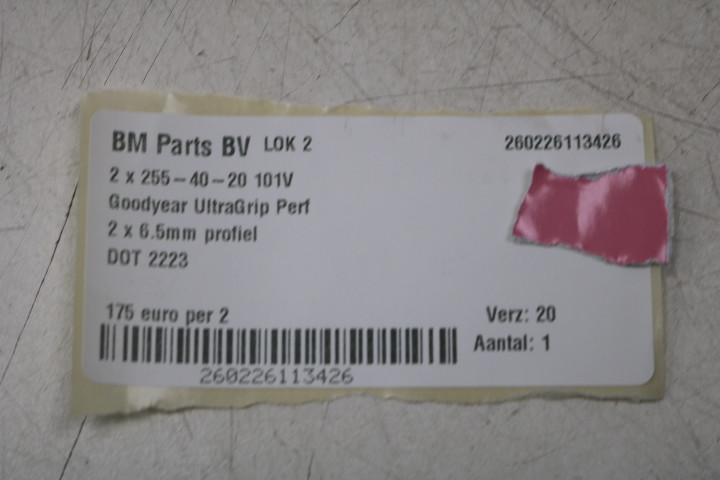 BM Parts BV LOK 2 260226113426
2 x 255-40-20 101V
Goodyear UltraGrip Perf
2 x 6.5mm profiel
DOT 2223
175 euro per 2 Verz: 20
Aantal: 1
260226113426